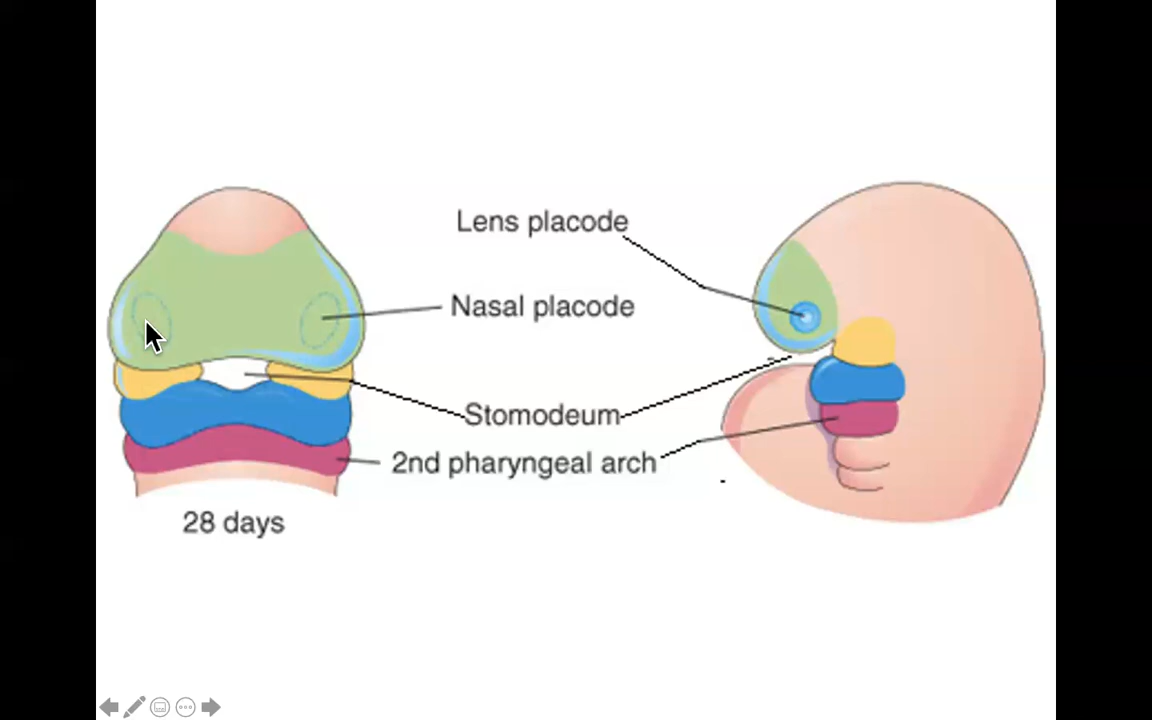 Lens placode
Nasal placode
Stomodeum
2nd pharyngeal arch
28 days